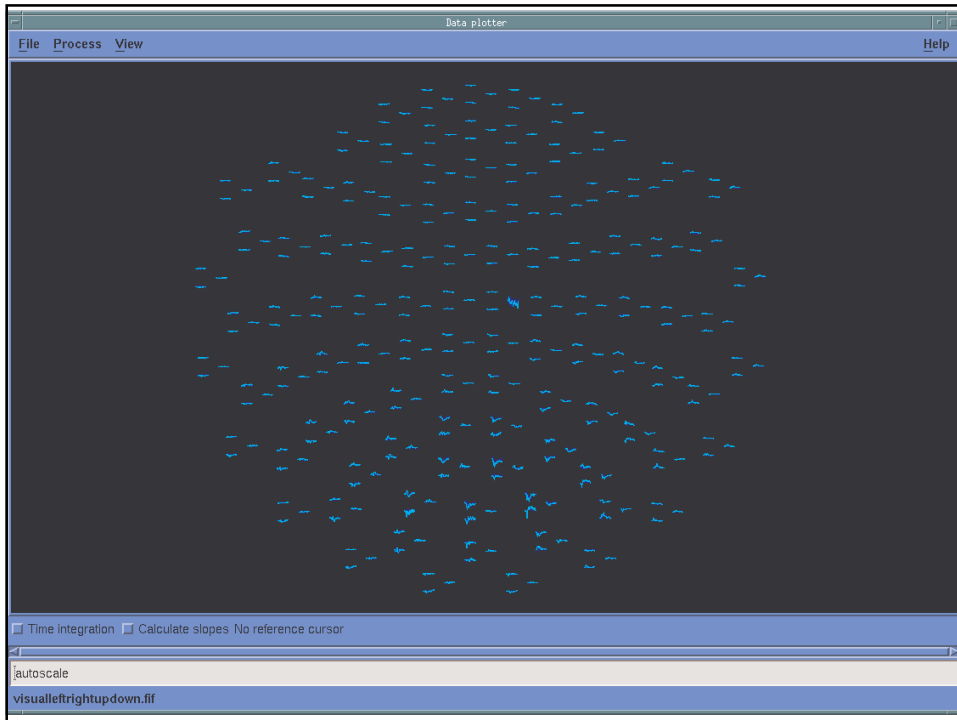 Data plotter
File Process View Help
Time integration Calculate slopes No reference cursor
autoscale
visualleftrightupdown.fif